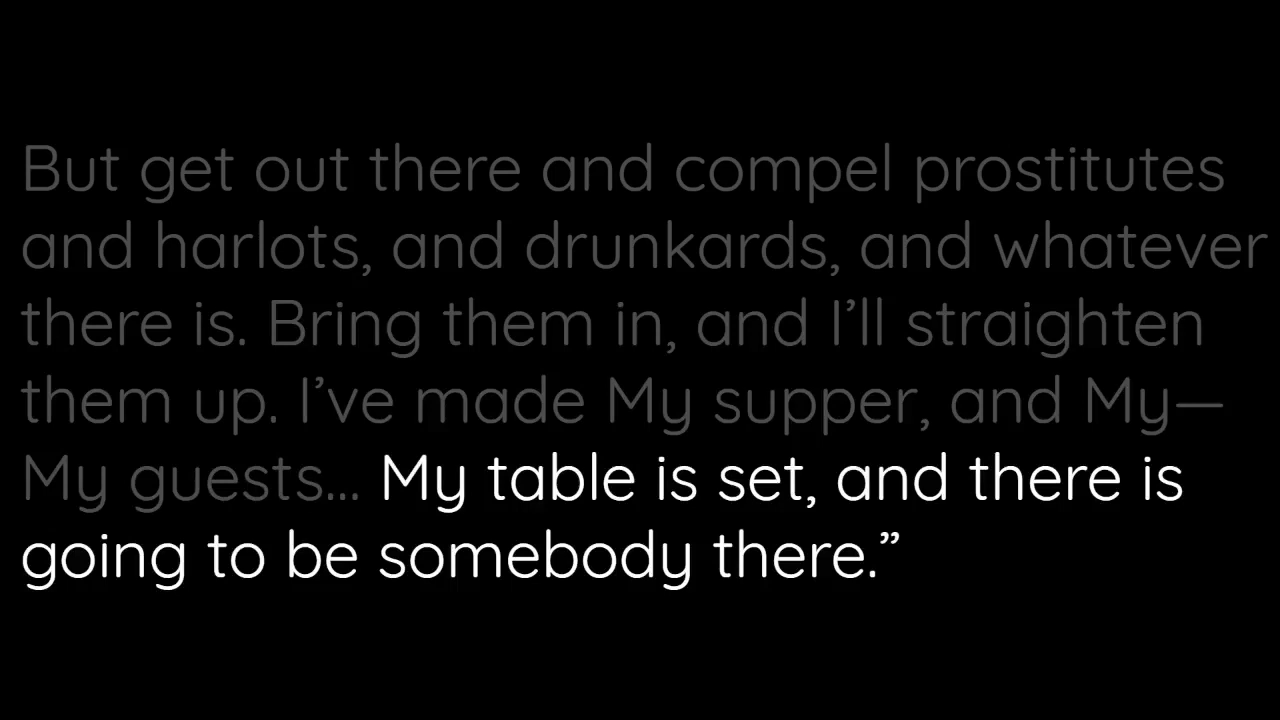 But get out there and compel prostitutes
and harlots, and drunkards, and whatever
there is. Bring them in, and I’ll straighten
them up. I’ve made My supper, and My—
My guests... My table is set, and there is
going to be somebody there.”